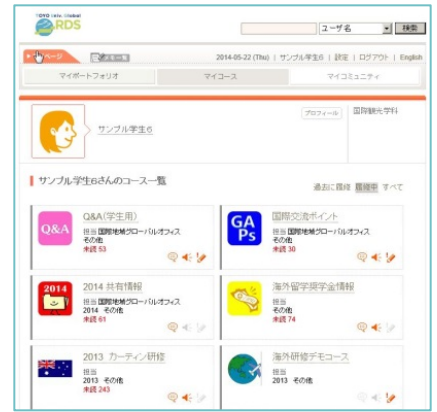 TOYO Univ. Global
RDS
ユーザ名
検索
ページ
2014-05-22 (Thu) | サンプル学生6 | 設定 | ログアウト | English
マイポートフォリオ
マイコース
マイコミュニティ
サンプル学生6
プロフィール
国際観光学科
サンプル学生6さんのコース一覧
過去に履修 履修中 すべて
Q&A
Q&A(学生用)
担当 国際地域グローバルオフィス
その他
未読 53
GA
Ps
国際交流ポイント
担当 国際地域グローバルオフィス
その他
未読 30
2014
2014 共有情報
担当 国際地域グローバルオフィス
2014 その他
未読 61
海外留学奨学金情報
担当
その他
未読 74
2013 カーティン研修
担当
2013 その他
未読 243
海外研修デモコース
担当
2013 その他